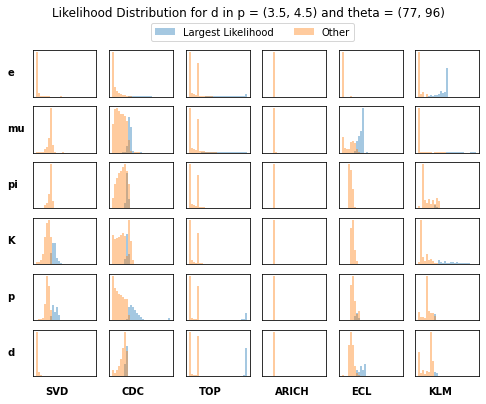 Likelihood Distribution for d in p = (3.5, 4.5) and theta = (77, 96)
Largest Likelihood Other
e
mu
pi
K
p
d
SVD CDC TOP ARICH ECL KLM